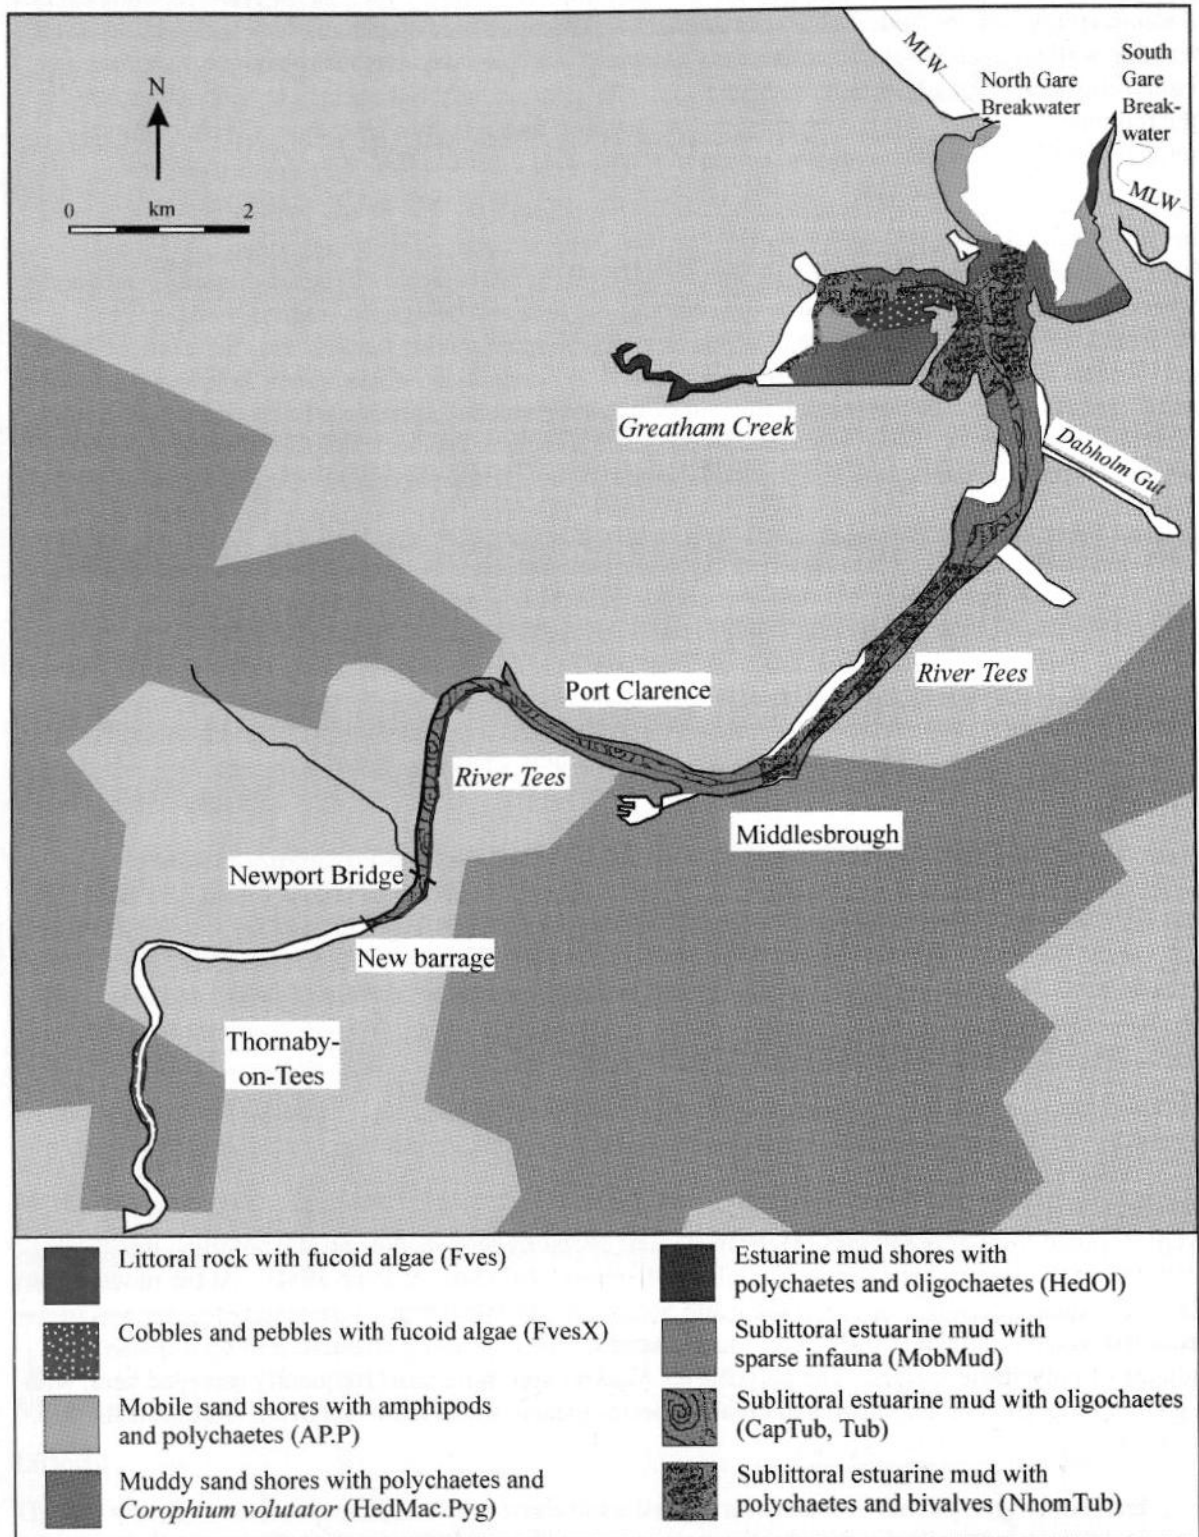 N
0 km 2
MLW
North Gare
Breakwater
South
Gare
Break-
water
MLW
Greatham Creek
Dabholm Gut
River Tees
Port Clarence
River Tees
Middlesbrough
Newport Bridge
New barrage
Thornaby-
on-Tees
Littoral rock with fucoid algae (Fves)
Cobbles and pebbles with fucoid algae (FvesX)
Mobile sand shores with amphipods
and polychaetes (AP.P)
Muddy sand shores with polychaetes and
Corophium volutator (HedMac.Pyg)
Estuarine mud shores with
polychaetes and oligochaetes (HedOl)
Sublittoral estuarine mud with
sparse infauna (MobMud)
Sublittoral estuarine mud with oligochaetes
(CapTub, Tub)
Sublittoral estuarine mud with
polychaetes and bivalves (NhomTub)